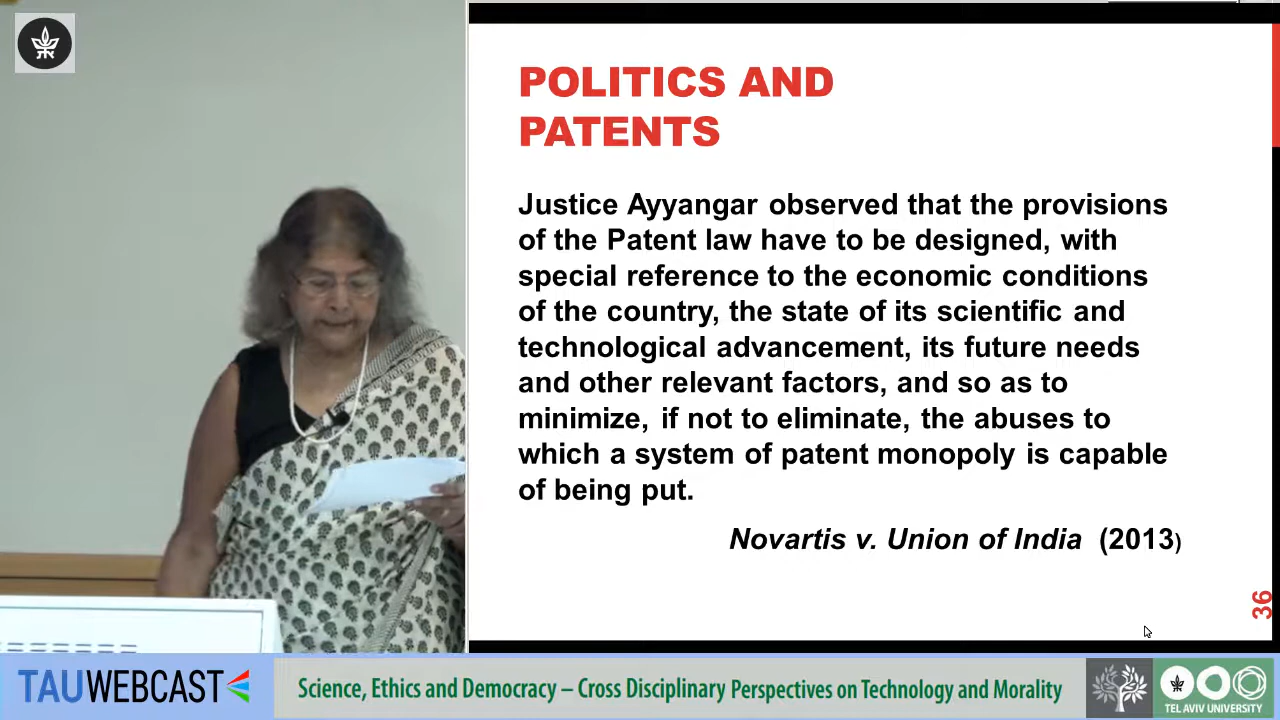 POLITICS AND
PATENTS
Justice Ayyangar observed that the provisions
of the Patent law have to be designed, with
special reference to the economic conditions
of the country, the state of its scientific and
technological advancement, its future needs
and other relevant factors, and so as to
minimize, if not to eliminate, the abuses to
which a system of patent monopoly is capable
of being put.
Novartis v. Union of India (2013)
36
TAUWEBCAST
Science, Ethics and Democracy – Cross Disciplinary Perspectives on Technology and Morality
TEL AVIV UNIVERSITY